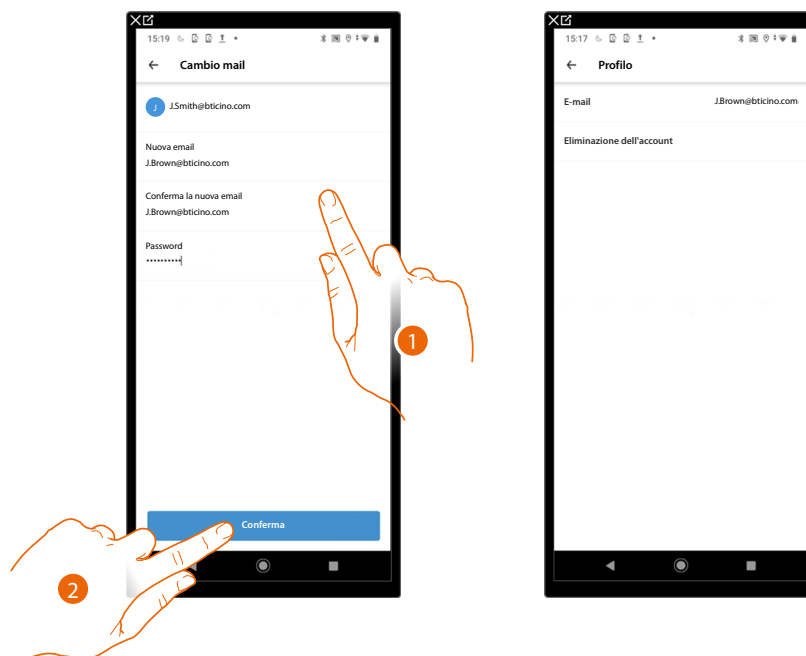 15:19
Cambio mail
J
J.Smith@bticino.com
Nuova email
J.Brown@bticino.com
Conferma la nuova email
J.Brown@bticino.com
Password
••••••••••
1
Conferma
2
15:17
Profilo
E-mail J.Brown@bticino.com
Eliminazione dell'account